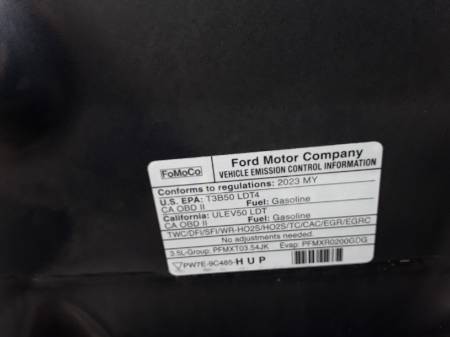 FoMoCo
Ford Motor Company
VEHICLE EMISSION CONTROL INFORMATION
Conforms to regulations: 2023 MY
U.S. EPA: T3B50 LDT4
CA OBD II Fuel: Gasoline
California: ULEV50 LDT
CA OBD II Fuel: Gasoline
TWC/DFI/SFI/WR-HO2S/HO2S/TC/CAC/EGR/EGRC
No adjustments needed.
3.5L-Group: PFMXT03.54JK Evap: PFMXR0200GDG
PW7E-9C485-HUP